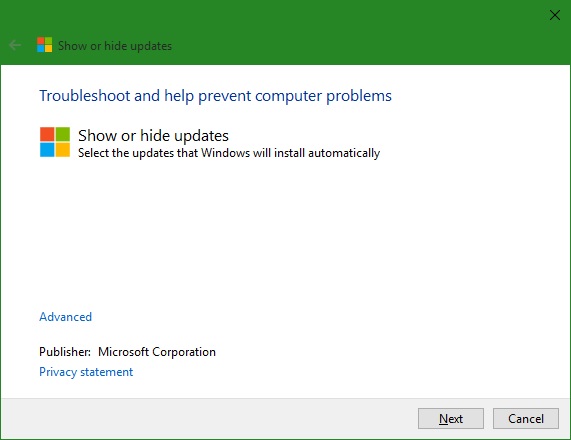 Show or hide updates
Troubleshoot and help prevent computer problems
Show or hide updates
Select the updates that Windows will install automatically
Advanced
Publisher: Microsoft Corporation
Privacy statement
Next
Cancel